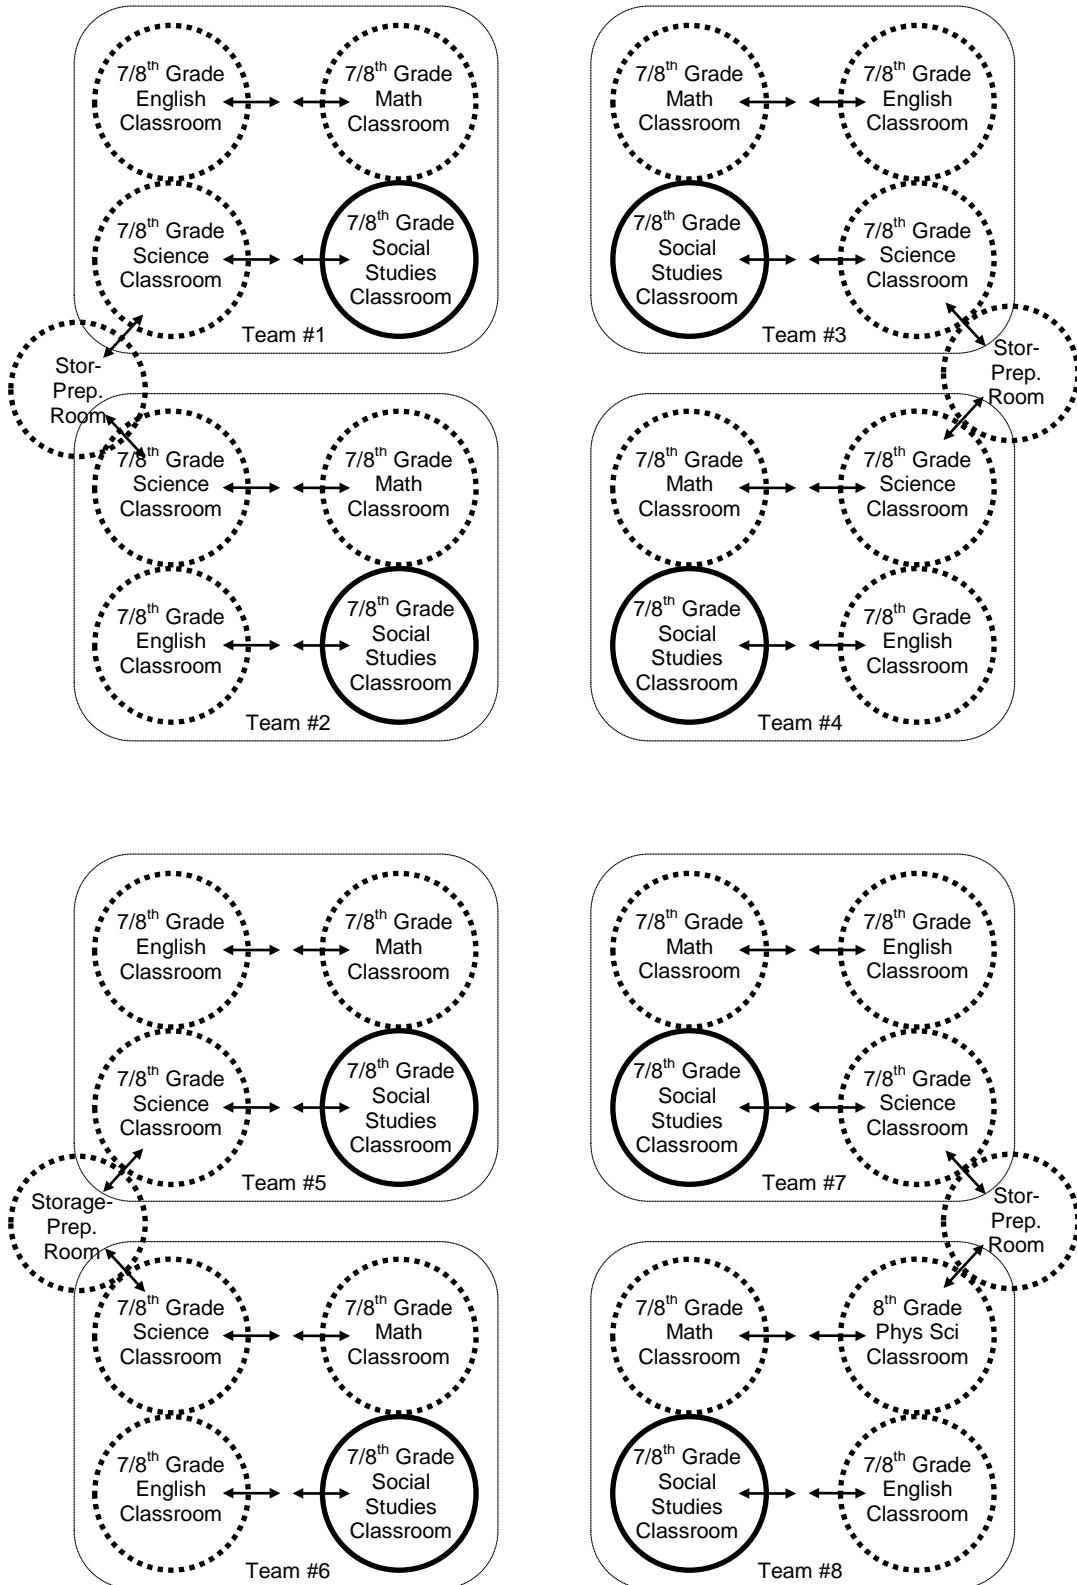 7/8th Grade
English
Classroom
7/8th Grade
Math
Classroom
7/8th Grade
Science
Classroom
7/8th Grade
Social
Studies
Classroom
Team #1
7/8th Grade
Math
Classroom
7/8th Grade
English
Classroom
7/8th Grade
Social
Studies
Classroom
7/8th Grade
Science
Classroom
Team #3
Stor-
Prep.
Room
Stor-
Prep.
Room
7/8th Grade
Science
Classroom
7/8th Grade
Math
Classroom
7/8th Grade
English
Classroom
7/8th Grade
Social
Studies
Classroom
Team #2
7/8th Grade
Math
Classroom
7/8th Grade
Science
Classroom
7/8th Grade
Social
Studies
Classroom
7/8th Grade
English
Classroom
Team #4
7/8th Grade
English
Classroom
7/8th Grade
Math
Classroom
7/8th Grade
Science
Classroom
7/8th Grade
Social
Studies
Classroom
Team #5
7/8th Grade
Math
Classroom
7/8th Grade
English
Classroom
7/8th Grade
Social
Studies
Classroom
7/8th Grade
Science
Classroom
Team #7
Storage-
Prep.
Room
Stor-
Prep.
Room
7/8th Grade
Science
Classroom
7/8th Grade
Math
Classroom
7/8th Grade
English
Classroom
7/8th Grade
Social
Studies
Classroom
Team #6
7/8th Grade
Math
Classroom
8th Grade
Phys Sci
Classroom
7/8th Grade
Social
Studies
Classroom
7/8th Grade
English
Classroom
Team #8